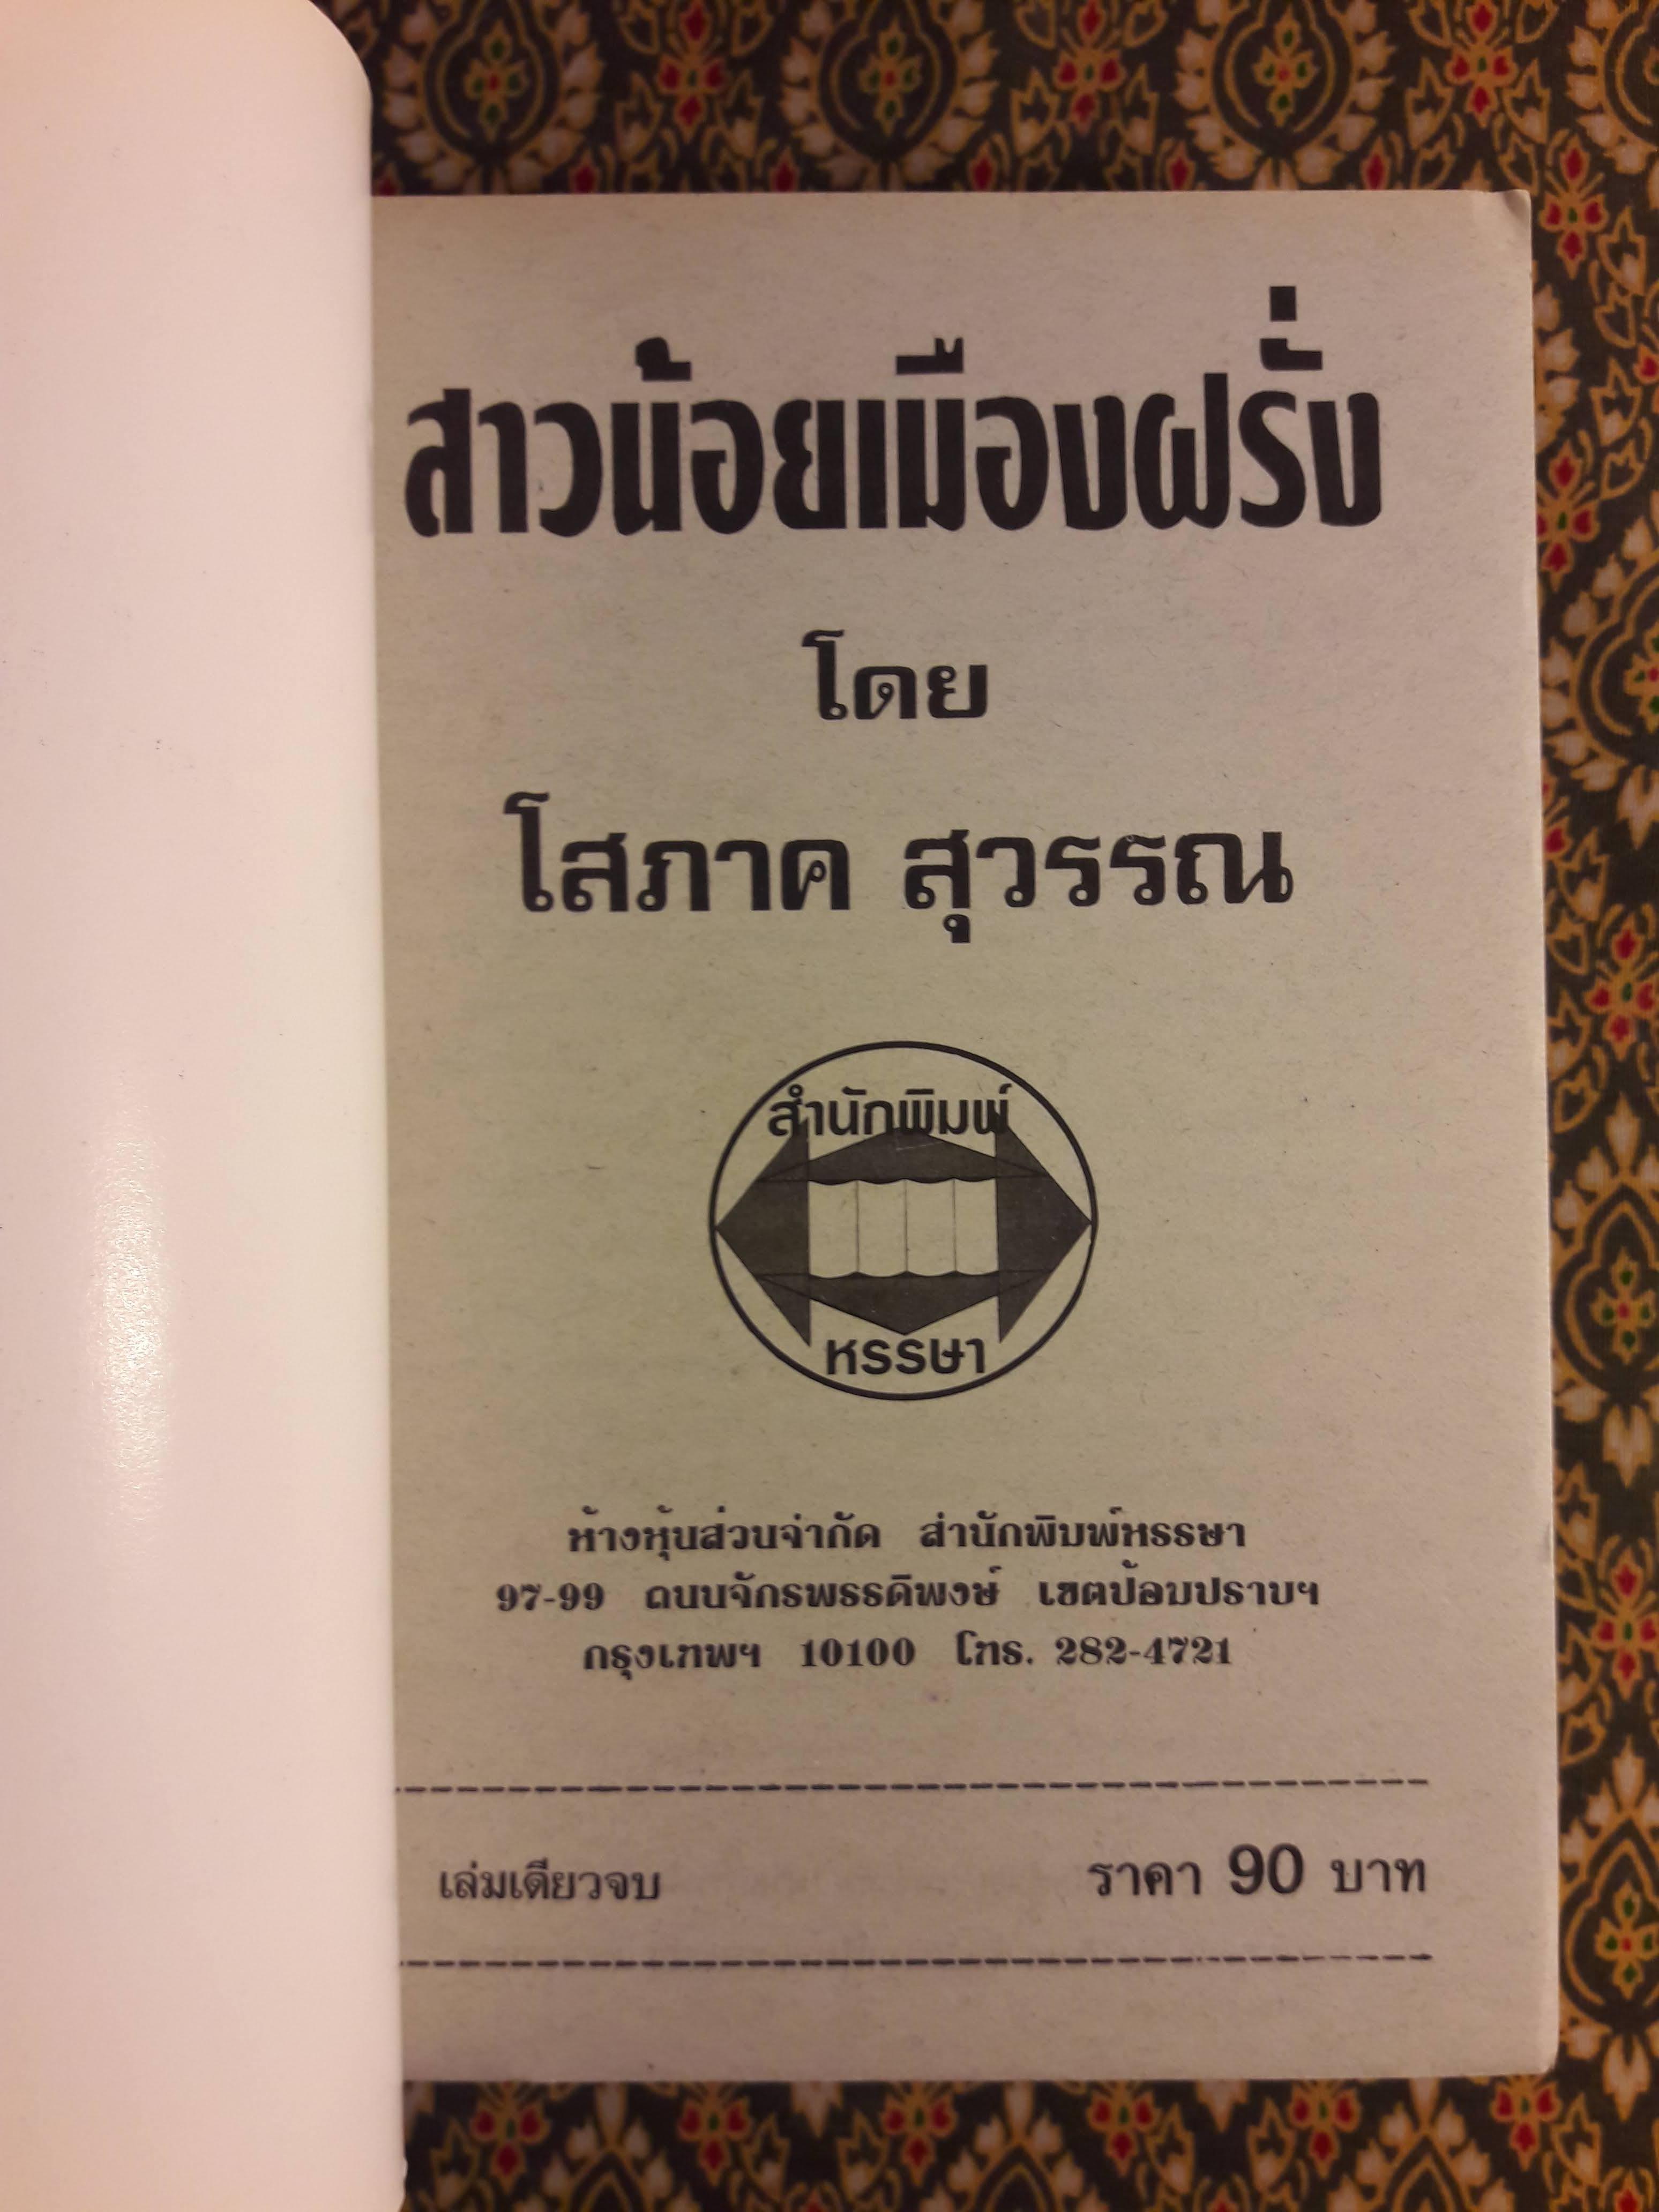 สาวน้อยเมืองฝรั่ง
โดย
โสภาค สุวรรณ
สำนักพิมพ์
หรรษา
ห้างหุ้นส่วนจำกัด สำนักพิมพ์หรรษา
97-99 ถนนจักรพรรดิพงษ์ เขตป้อมปราบฯ
กรุงเทพฯ 10100 โทร. 282-4721
เล่มเดียวจบ ราคา 90 บาท